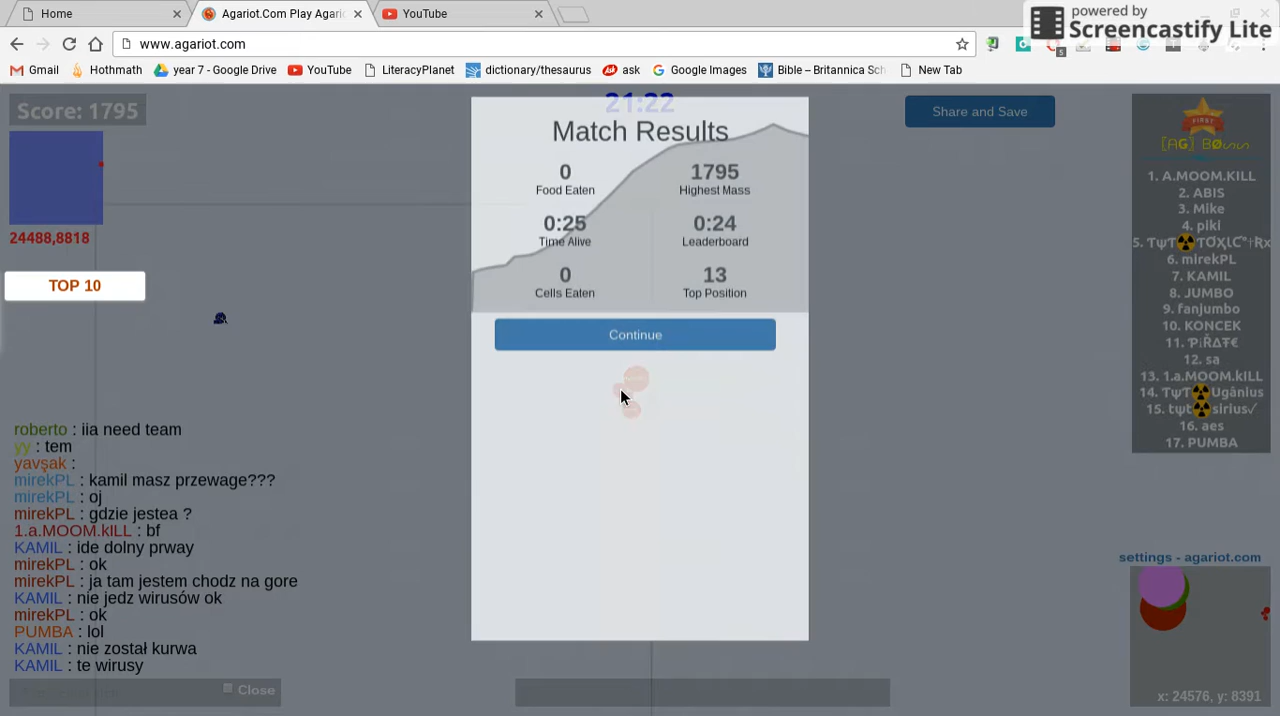 Home
Agariot.Com Play Agari
YouTube
powered by
Screencastify Lite
www.agariot.com
Gmail
Hothmath
year 7 - Google Drive
YouTube
LiteracyPlanet
dictionary/thesaurus
ask
Google Images
Bible – Britannica Sch
New Tab
Score: 1795
24488,8818
TOP 10
21:22
Match Results
0
Food Eaten
1795
Highest Mass
0:25
Time Alive
0:24
Leaderboard
0
Cells Eaten
13
Top Position
Continue
Share and Save
FIRST
1. A.MOOM.KILL
2. ABIS
3. Mike
4. piki
6. mirekPL
7. KAMIL
8. JUMBO
9. fanjumbo
10. KONCEK
12. sa
13. 1.a.MOOM.kILL
16. aes
17. PUMBA
roberto : iia need team
yy : tem
yavşak :
mirekPL : kamil masz przewage???
mirekPL : oj
mirekPL : gdzie jestea ?
1.a.MOOM.kILL : bf
KAMIL : ide dolny prway
mirekPL : ok
mirekPL : ja tam jestem chodz na gore
KAMIL : nie jedz wirusów ok
mirekPL : ok
PUMBA : lol
KAMIL : nie został kurwa
KAMIL : te wirusy
Close
settings - agariot.com
x: 24576, y: 8391